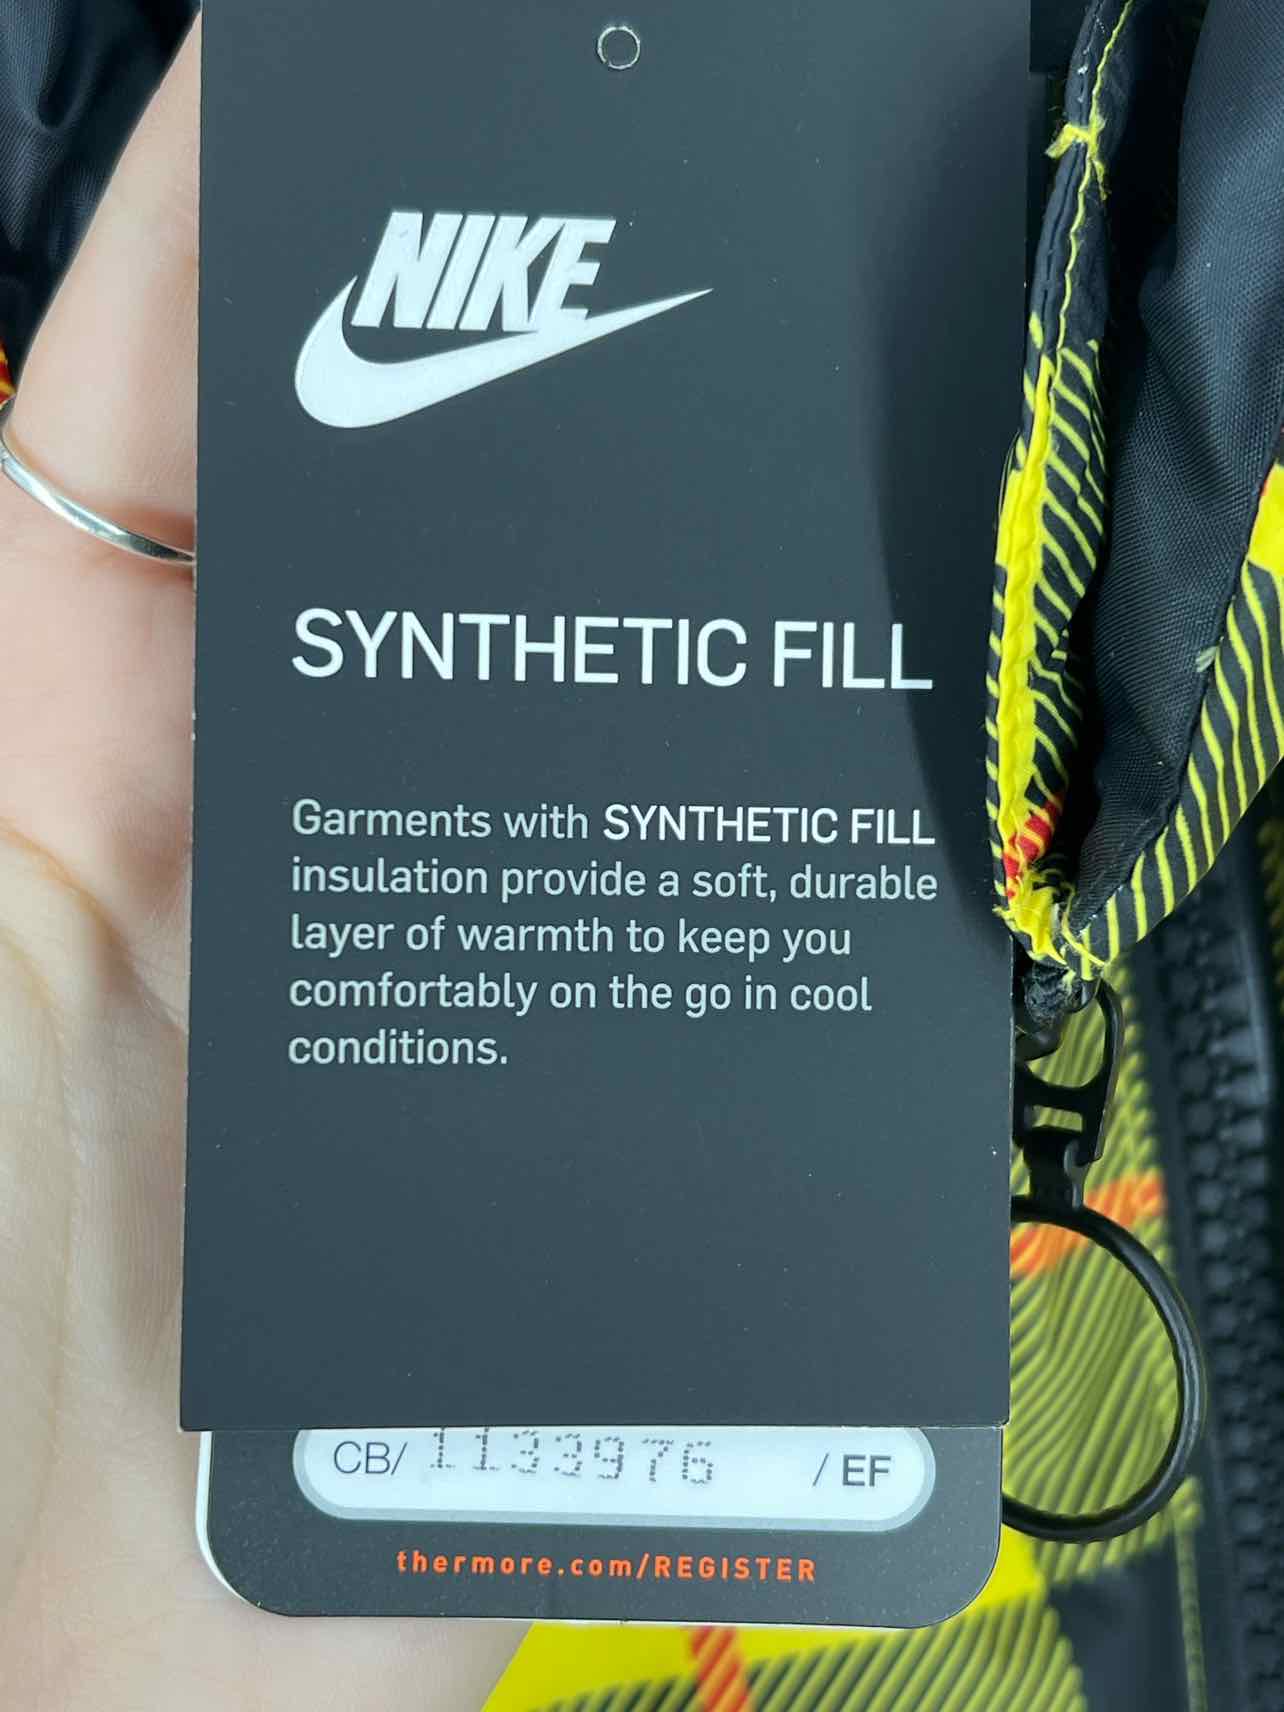 NIKE
SYNTHETIC FILL
Garments with SYNTHETIC FILL
insulation provide a soft, durable
layer of warmth to keep you
comfortably on the go in cool
conditions.
CB/ 1133976 / EF
thermore.com/REGISTER